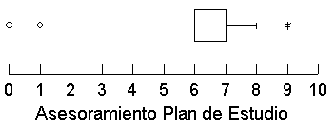 0 1 2 3 4 5 6 7 8 9 10
Asesoramiento Plan de Estudio